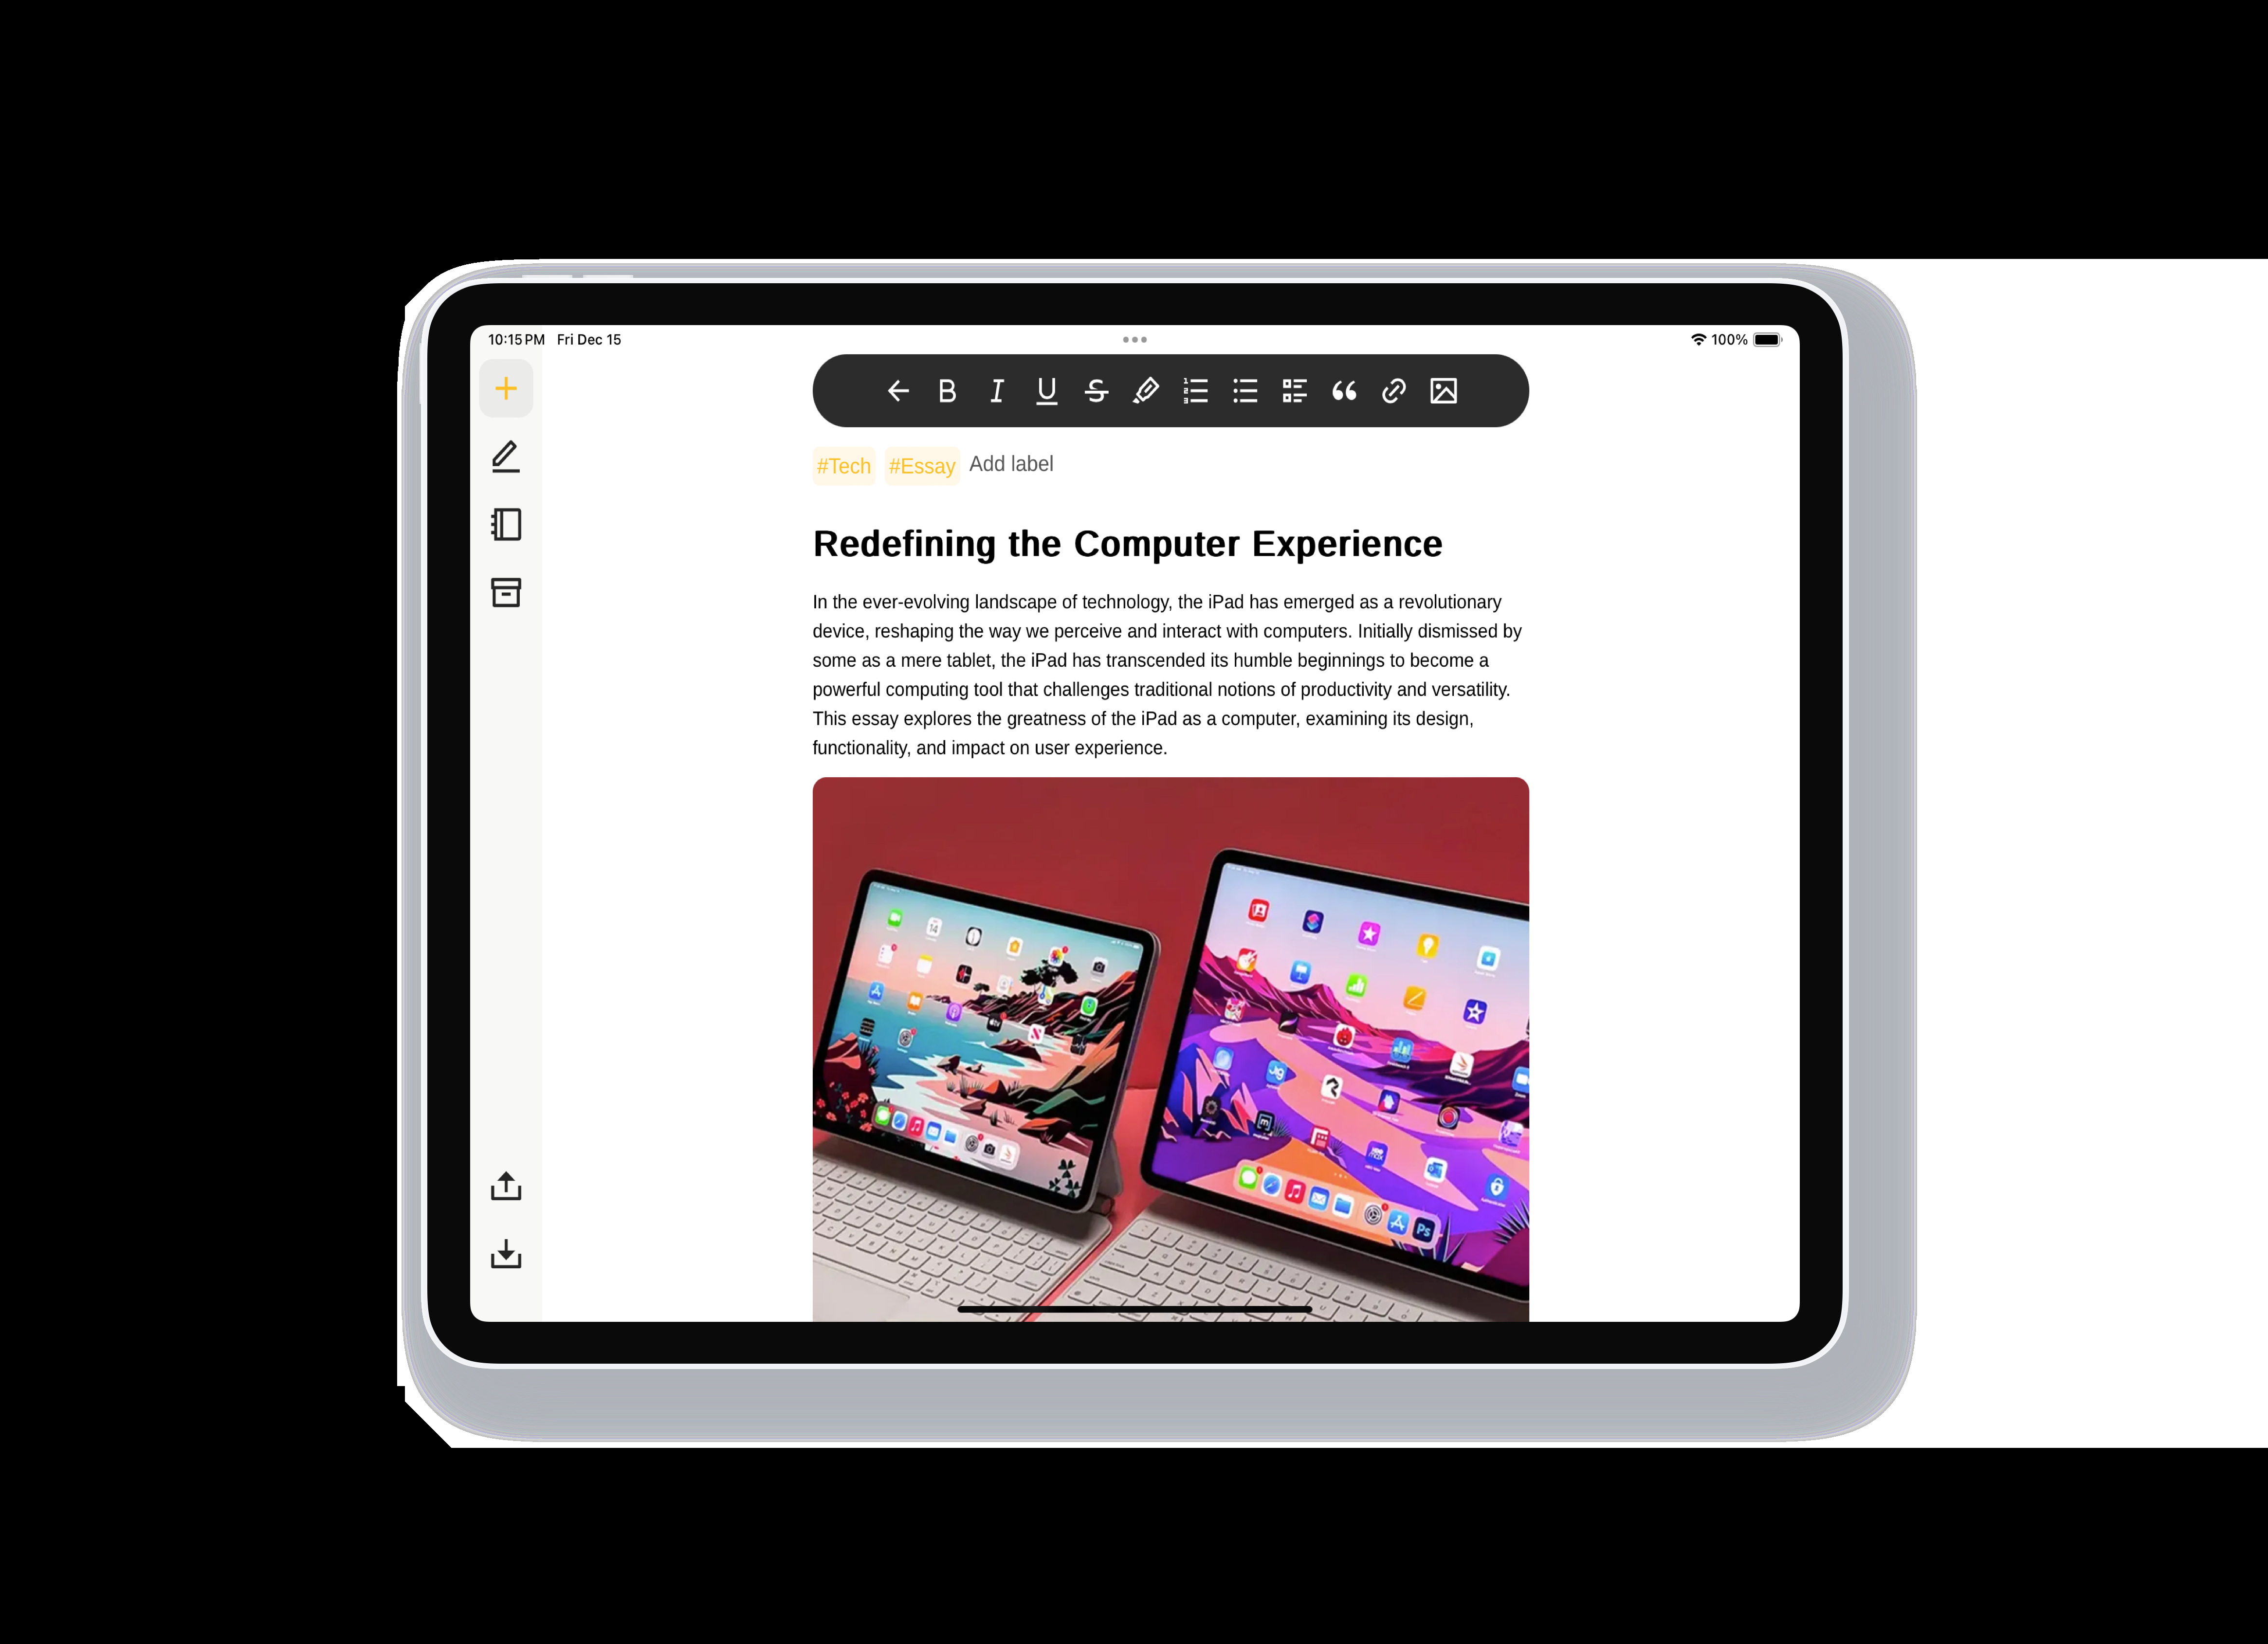 10:15 PM Fri Dec 15
100%
#Tech #Essay Add label
Redefining the Computer Experience
In the ever-evolving landscape of technology, the iPad has emerged as a revolutionary
device, reshaping the way we perceive and interact with computers. Initially dismissed by
some as a mere tablet, the iPad has transcended its humble beginnings to become a
powerful computing tool that challenges traditional notions of productivity and versatility.
This essay explores the greatness of the iPad as a computer, examining its design,
functionality, and impact on user experience.
14
Ps